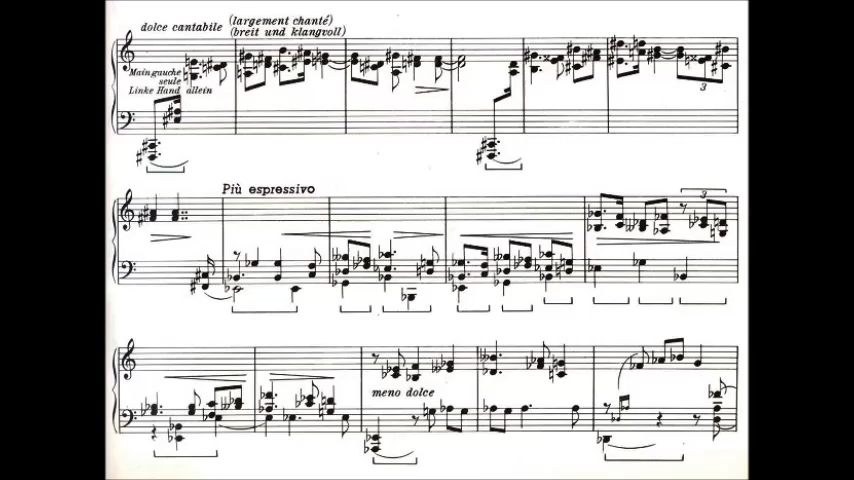 dolce cantabile (largement chanté)
(breit und klangvoll)
Main gauche
seule
Linke Hand allein
3
Più espressivo
3
meno dolce